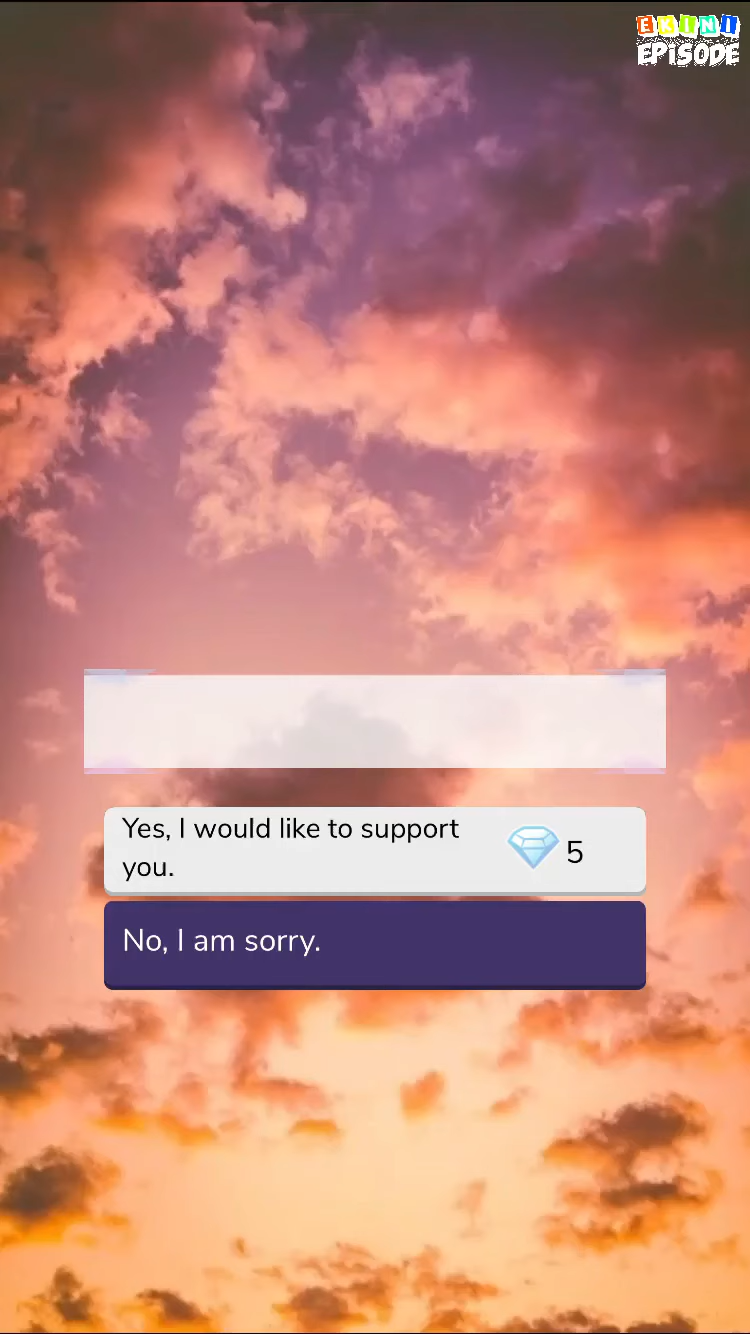 EKINI
EPISODE
Yes, I would like to support
you.
5
No, I am sorry.